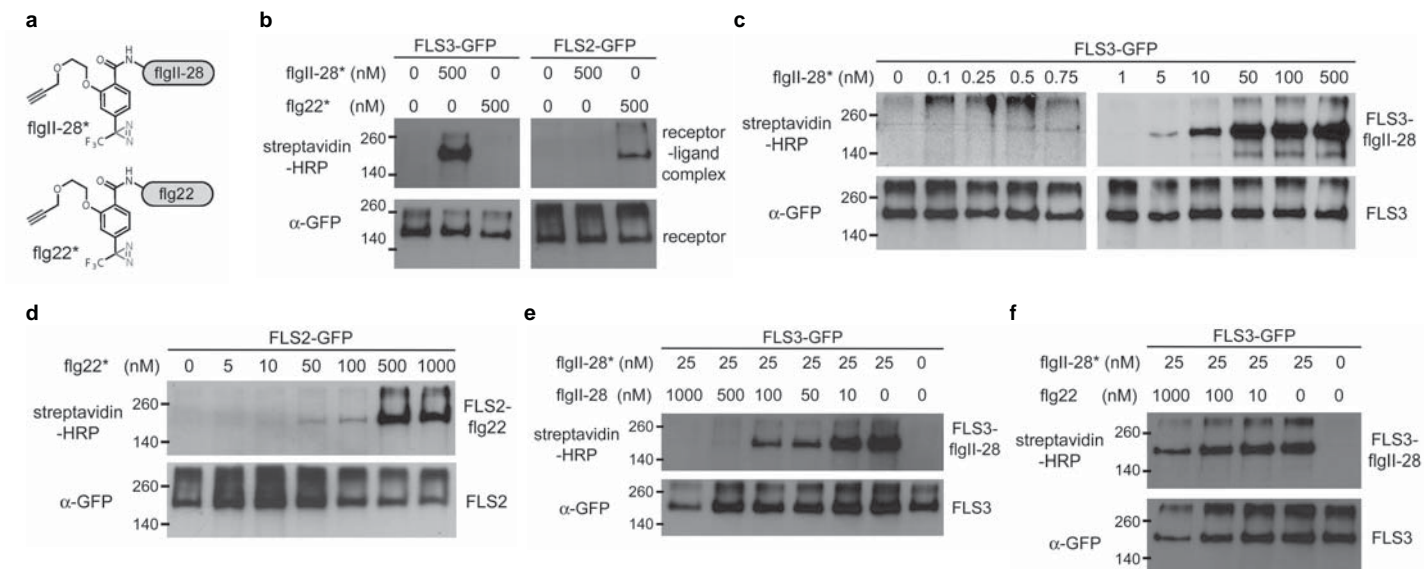 a
O
O
O
H
N
flgII-28
F₃C
N
N
flgII-28*
O
O
O
H
N
flg22
F₃C
N
N
flg22*
b
FLS3-GFP FLS2-GFP
flgII-28* (nM) 0 500 0 0 500 0
flg22* (nM) 0 0 500 0 0 500
streptavidin
-HRP
260
140
receptor
-ligand
complex
α-GFP
260
140
receptor
c
FLS3-GFP
flgII-28* (nM) 0 0.1 0.25 0.5 0.75 1 5 10 50 100 500
streptavidin
-HRP
260
140
FLS3-
flgII-28
α-GFP
260
140
FLS3
d
FLS2-GFP
flg22* (nM) 0 5 10 50 100 500 1000
streptavidin
-HRP
260
140
FLS2-
flg22
α-GFP
260
140
FLS2
e
FLS3-GFP
flgII-28* (nM) 25 25 25 25 25 25 0
flgII-28 (nM) 1000 500 100 50 10 0 0
streptavidin
-HRP
260
140
FLS3-
flgII-28
α-GFP
260
140
FLS3
f
FLS3-GFP
flgII-28* (nM) 25 25 25 25 0
flg22 (nM) 1000 100 10 0 0
streptavidin
-HRP
260
140
FLS3-
flgII-28
α-GFP
260
140
FLS3